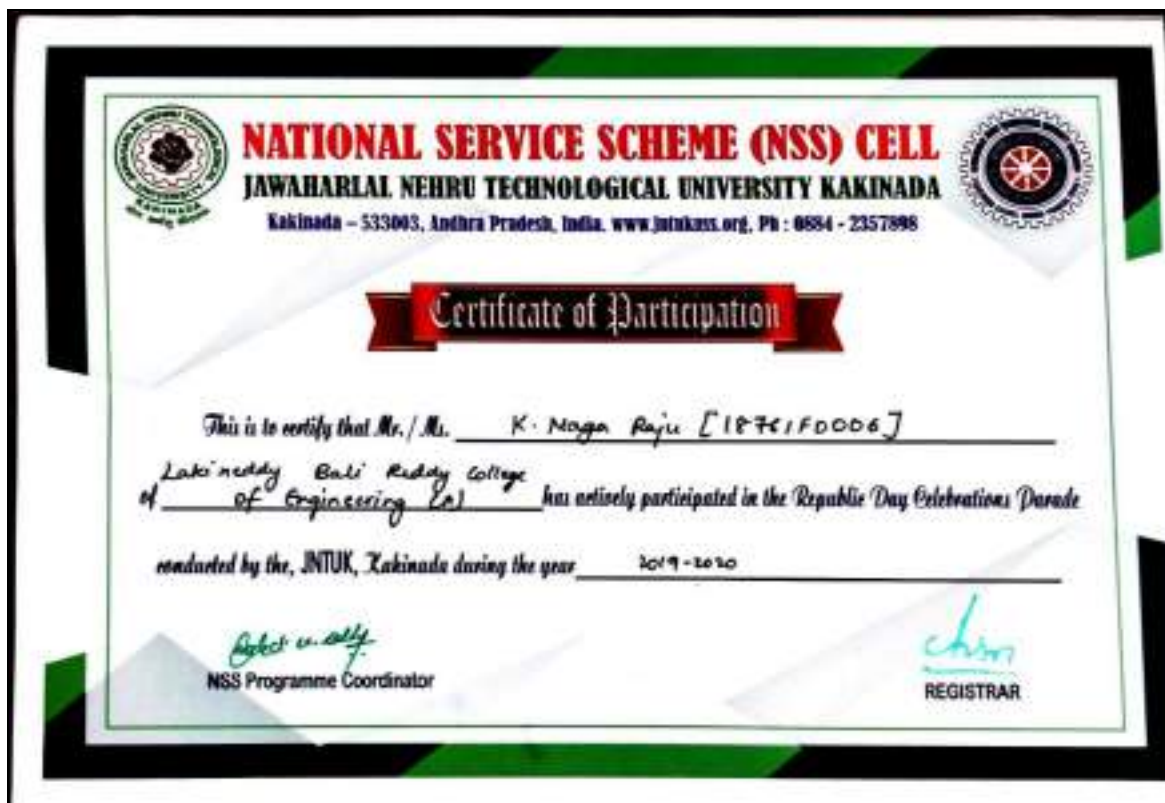 NATIONAL SERVICE SCHEME (NSS) CELL
JAWAHARLAL NEHRU TECHNOLOGICAL UNIVERSITY KAKINADA
Kakinada – 533003, Andhra Pradesh, India. www.jntuknss.org, Ph : 0884 - 2357898
Certificate of Participation
This is to certify that Mr. / Ms. K. Naga Raju [18761F0006]
Lakireddy Bali Reddy College
of of Engineering (A) has actively participated in the Republic Day Celebrations Parade
conducted by the, JNTUK, Kakinada during the year 2019-2020
NSS Programme Coordinator
REGISTRAR